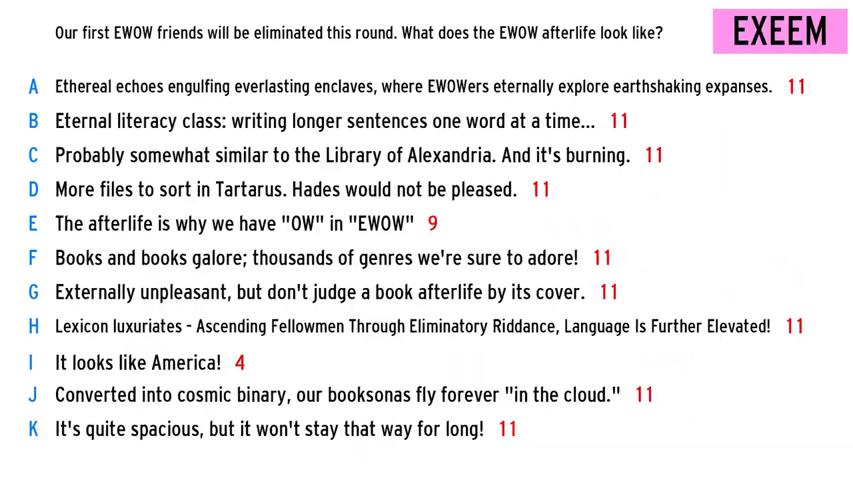 Our first EWOW friends will be eliminated this round. What does the EWOW afterlife look like?
EXEEM
A Ethereal echoes engulfing everlasting enclaves, where EWOWers eternally explore earthshaking expanses. 11
B Eternal literacy class: writing longer sentences one word at a time... 11
C Probably somewhat similar to the Library of Alexandria. And it's burning. 11
D More files to sort in Tartarus. Hades would not be pleased. 11
E The afterlife is why we have "OW" in "EWOW" 9
F Books and books galore; thousands of genres we're sure to adore! 11
G Externally unpleasant, but don't judge a book afterlife by its cover. 11
H Lexicon luxuriates - Ascending Fellowmen Through Eliminatory Riddance, Language Is Further Elevated! 11
I It looks like America! 4
J Converted into cosmic binary, our booksonas fly forever "in the cloud." 11
K It's quite spacious, but it won't stay that way for long! 11